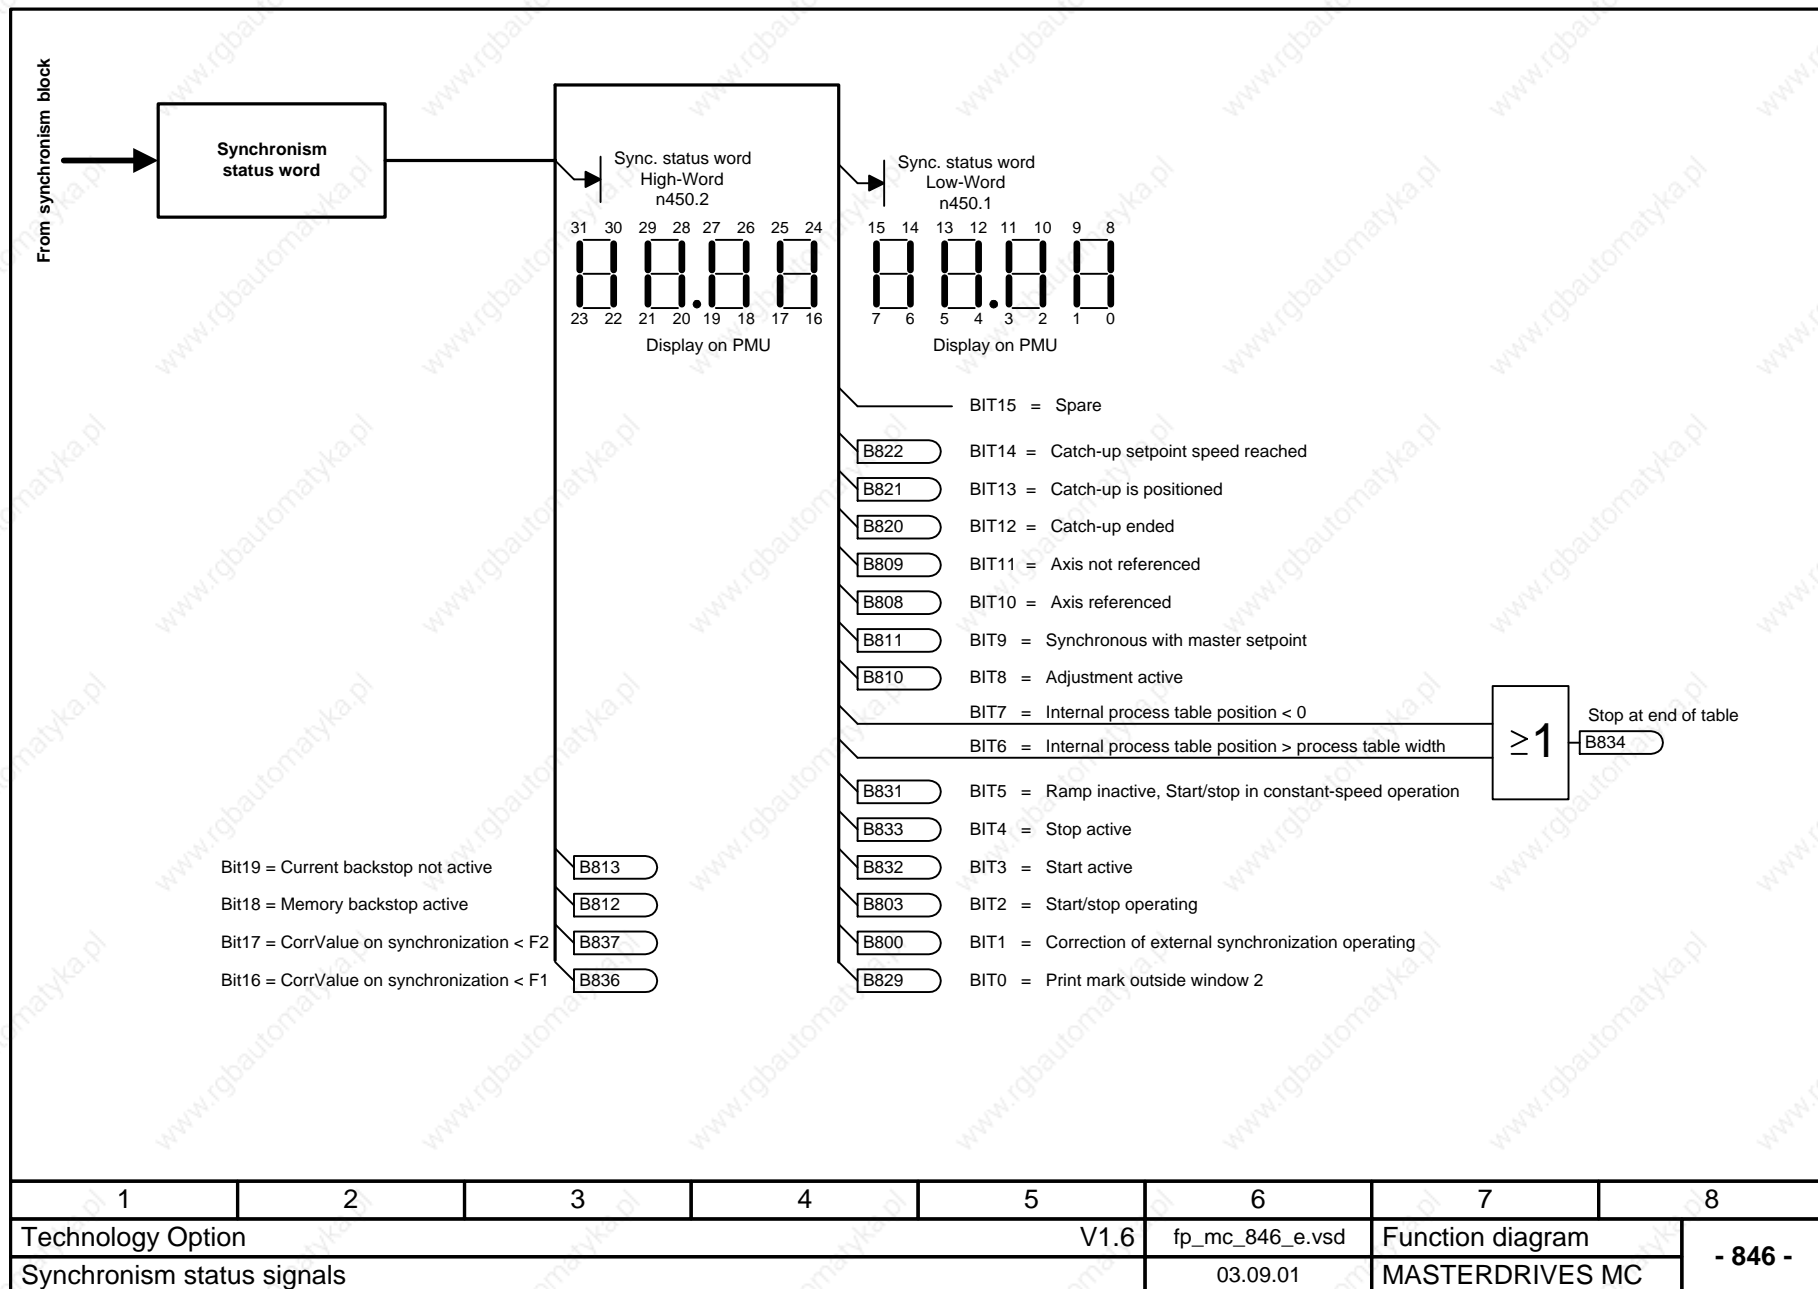 From synchronism block
Synchronism
status word
Sync. status word
High-Word
n450.2
31 30 29 28 27 26 25 24
23 22 21 20 19 18 17 16
Display on PMU
Sync. status word
Low-Word
n450.1
15 14 13 12 11 10 9 8
7 6 5 4 3 2 1 0
Display on PMU
BIT15 = Spare
B822 BIT14 = Catch-up setpoint speed reached
B821 BIT13 = Catch-up is positioned
B820 BIT12 = Catch-up ended
B809 BIT11 = Axis not referenced
B808 BIT10 = Axis referenced
B811 BIT9 = Synchronous with master setpoint
B810 BIT8 = Adjustment active
BIT7 = Internal process table position < 0
BIT6 = Internal process table position > process table width
≥1
Stop at end of table
B834
B831 BIT5 = Ramp inactive, Start/stop in constant-speed operation
B833 BIT4 = Stop active
B832 BIT3 = Start active
B803 BIT2 = Start/stop operating
B800 BIT1 = Correction of external synchronization operating
B829 BIT0 = Print mark outside window 2
Bit19 = Current backstop not active B813
Bit18 = Memory backstop active B812
Bit17 = CorrValue on synchronization < F2 B837
Bit16 = CorrValue on synchronization < F1 B836
1 2 3 4 5 6 7 8
Technology Option V1.6 fp_mc_846_e.vsd Function diagram
- 846 -
Synchronism status signals 03.09.01 MASTERDRIVES MC
www.rgbautomatyka.pl